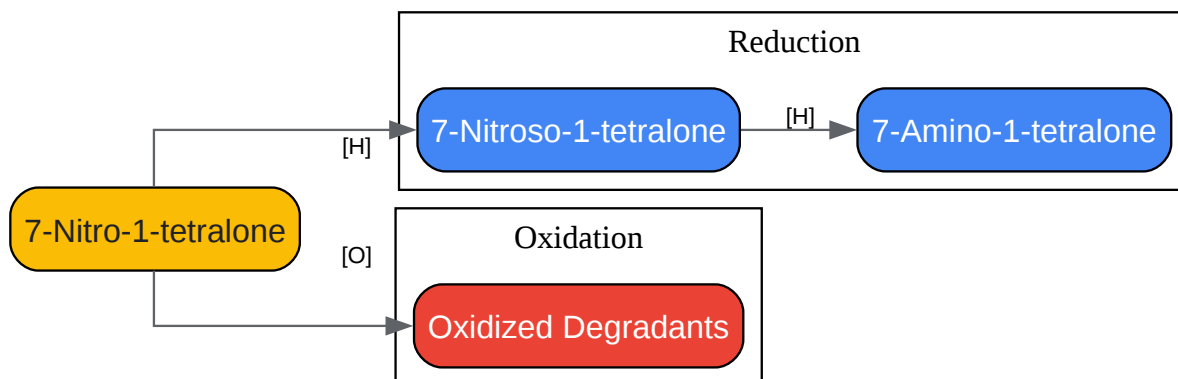 Reduction
7-Nitroso-1-tetralone
[H]
7-Amino-1-tetralone
[H]
7-Nitro-1-tetralone
[O]
Oxidation
Oxidized Degradants